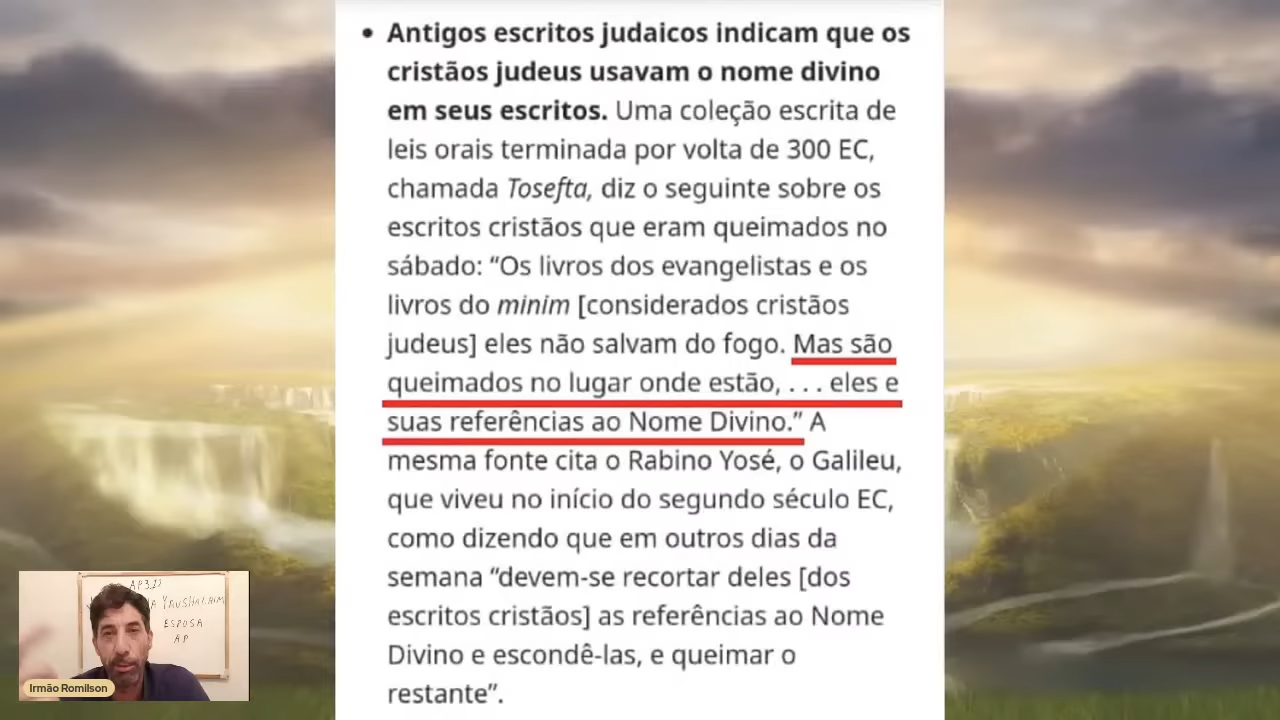 • Antigos escritos judaicos indicam que os
cristãos judeus usavam o nome divino
em seus escritos. Uma coleção escrita de
leis orais terminada por volta de 300 EC,
chamada Tosefta, diz o seguinte sobre os
escritos cristãos que eram queimados no
sábado: “Os livros dos evangelistas e os
livros do minim [considerados cristãos
judeus] eles não salvam do fogo. Mas são
queimados no lugar onde estão, . . . eles e
suas referências ao Nome Divino.” A
mesma fonte cita o Rabino Yosé, o Galileu,
que viveu no início do segundo século EC,
como dizendo que em outros dias da
semana “devem-se recortar deles [dos
escritos cristãos] as referências ao Nome
Divino e escondê-las, e queimar o
restante”.
ESPOSA
AP
Irmão Romilson